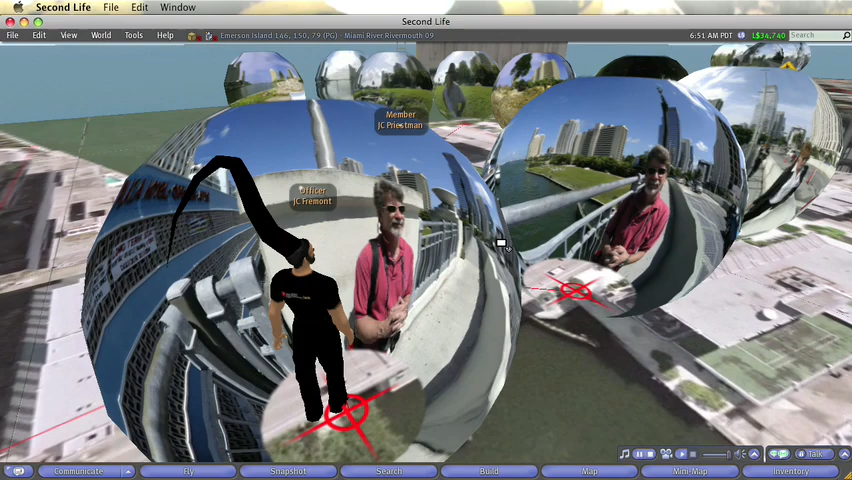 Second Life File Edit Window
Second Life
File Edit View World Tools Help Emerson Island 146, 150, 79 (PG) - Miami River Rivermouth 09 6:51 AM PDT L$34,740 Search
Member
JC Priestman
Officer
JC Fremont
Talk
Communicate Fly Snapshot Search Build Map Mini-Map Inventory